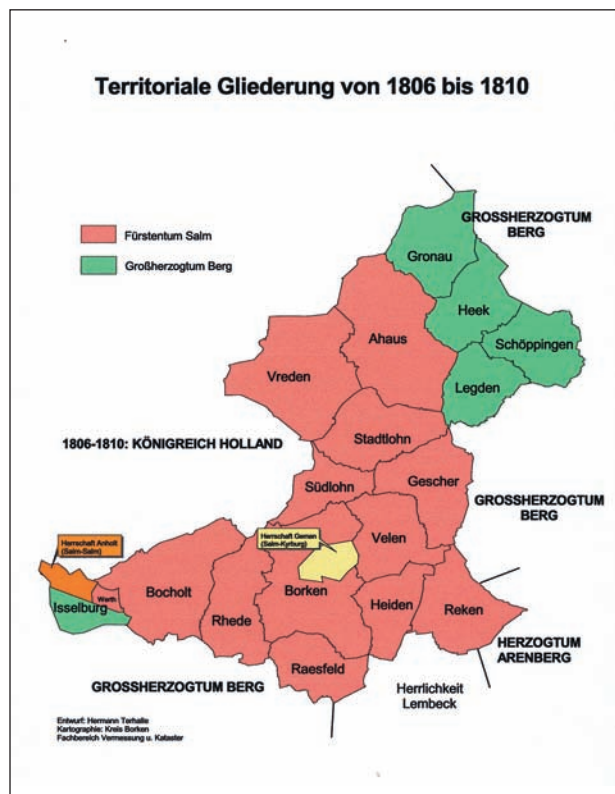 Territoriale Gliederung von 1806 bis 1810
Fürstentum Salm
Großherzogtum Berg
GROSSHERZOGTUM
BERG
Gronau
Heek
Ahaus
Schöppingen
Vreden
Legden
1806-1810: KÖNIGREICH HOLLAND
Stadtlohn
Gescher
Südlohn
GROSSHERZOGTUM
BERG
Herrschaft Anholt
(Salm-Salm)
Herrschaft Gemen
(Salm-Kyrburg)
Velen
Werth
Isselburg
Bocholt
Rhede
Borken
Heiden
Reken
HERZOGTUM
ARENBERG
Raesfeld
GROSSHERZOGTUM BERG
Herrlichkeit
Lembeck
Entwurf: Hermann Terhalle
Kartographie: Kreis Borken
Fachbereich Vermessung u. Kataster